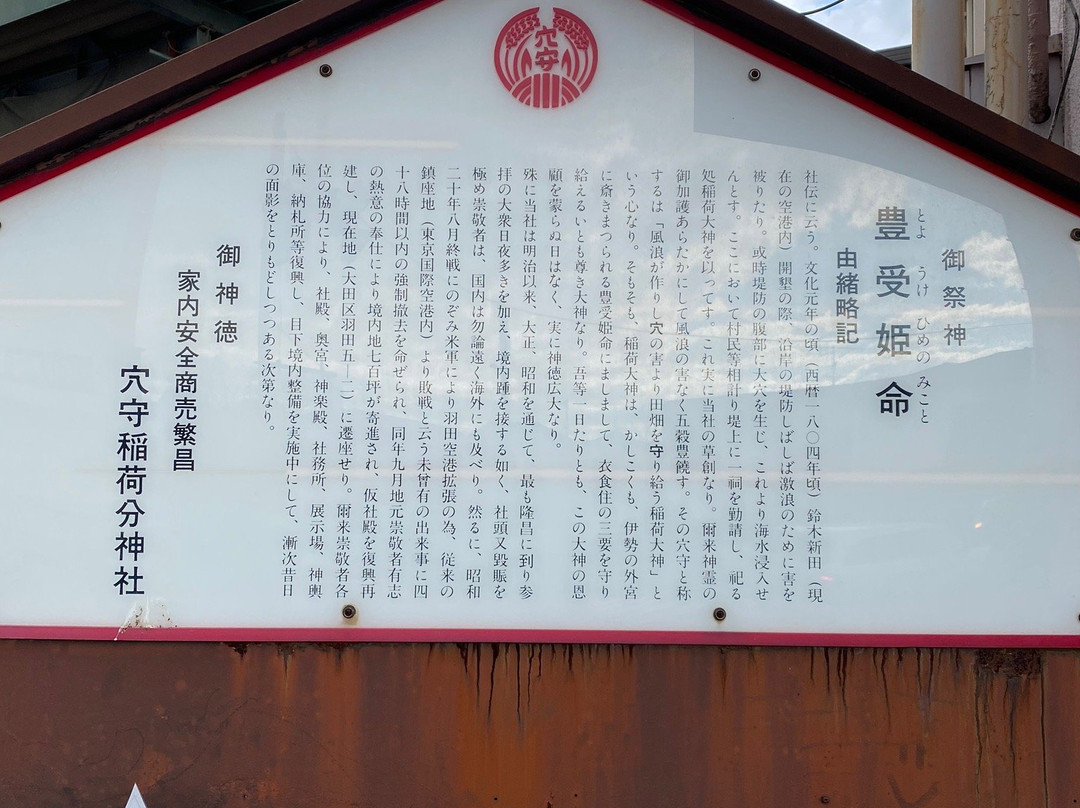 穴守
御祭神
とよ うけ ひめの みこと
豊受姫命
由緒略記
社伝に云う。文化元年の頃（西暦一八〇四年頃）鈴木新田（現
在の空港内）開墾の際、沿岸の堤防しばしば激浪のために害を
被りたり。或時堤防の腹部に大穴を生じ、これより海水浸入せ
んとす。ここにおいて村民等相計り堤上に一祠を勧請し、祀る
処稲荷大神を以ってす。これ実に当社の草創なり。爾来神霊の
御加護あらたかにして風浪の害なく五穀豊饒す。その穴守と称
するは「風浪が作りし穴の害より田畑を守り給う稲荷大神」と
いう心なり。そもそも、稲荷大神は、かしこくも、伊勢の外宮
に斎きまつられる豊受姫命にましまして、衣食住の三要を守り
給えるいとも尊き大神なり。吾等一日たりとも、この大神の恩
顧を蒙らぬ日はなく、実に神徳広大なり。
殊に当社は明治以来、大正、昭和を通じて、最も隆昌に到り参
拝の大衆日夜多きを加え、境内踵を接する如く、社頭又毀賑を
極め崇敬者は、国内は勿論遠く海外にも及べり。然るに、昭和
二十年八月終戦にのぞみ米軍により羽田空港拡張の為、従来の
鎮座地（東京国際空港内）より敗戦と云う未曾有の出来事に四
十八時間以内の強制撤去を命ぜられ、同年九月地元崇敬者有志
の熱意の奉仕により境内地七百坪が寄進され、仮社殿を復興再
建し、現在地（大田区羽田五ー二）に遷座せり。爾来崇敬者各
位の協力により、社殿、奥宮、神楽殿、社務所、展示場、神輿
庫、納札所等復興し、目下境内整備を実施中にして、漸次昔日
の面影をとりもどしつつある次第なり。
御神徳
家内安全商売繁昌
穴守稲荷分神社